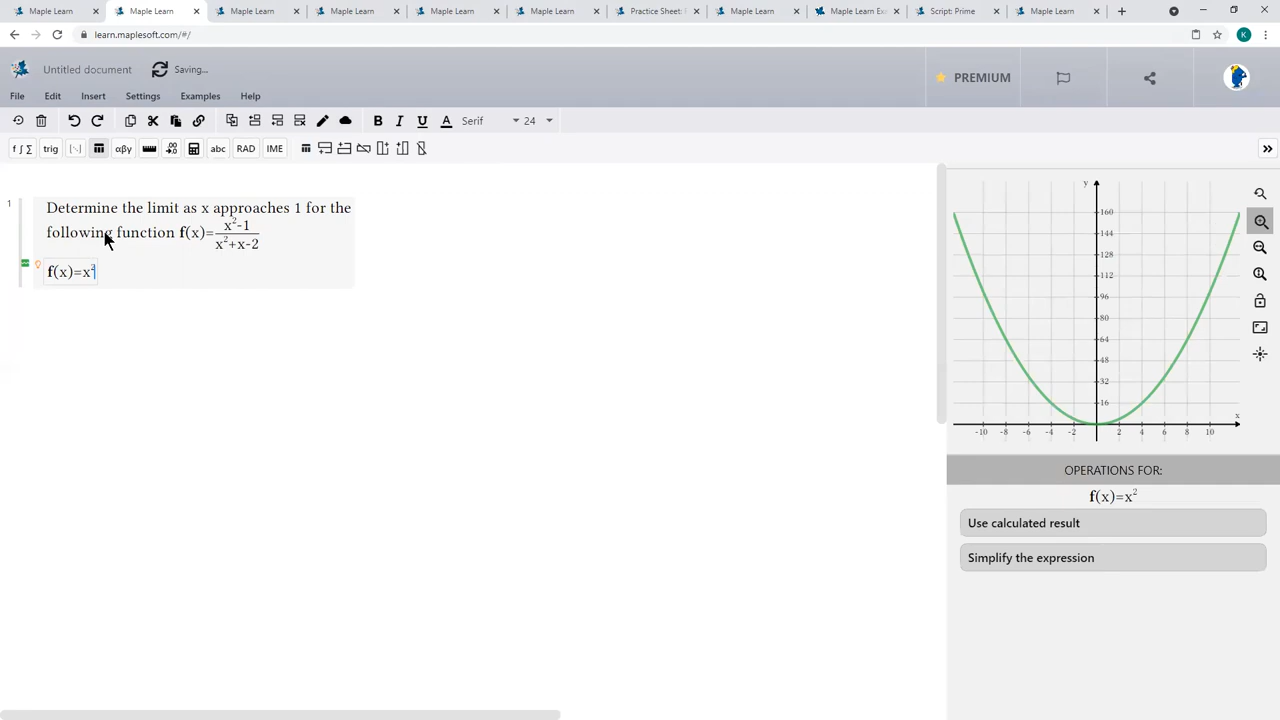 Maple Learn Maple Learn Maple Learn Maple Learn Maple Learn Maple Learn Practice Sheet: Maple Learn Maple Learn Ex Script: Prime Maple Learn
learn.maplesoft.com/#/ K
Untitled document Saving... PREMIUM
File Edit Insert Settings Examples Help
B I U A Serif 24
f ∫ Σ trig αβγ abc RAD IME »
1
Determine the limit as x approaches 1 for the
following function f(x)=\frac{x²-1}{x²+x-2}
f(x)=x²
y
160
144
128
112
96
80
64
48
32
16
x
-10 -8 -6 -4 -2 2 4 6 8 10
OPERATIONS FOR:
f(x)=x²
Use calculated result
Simplify the expression